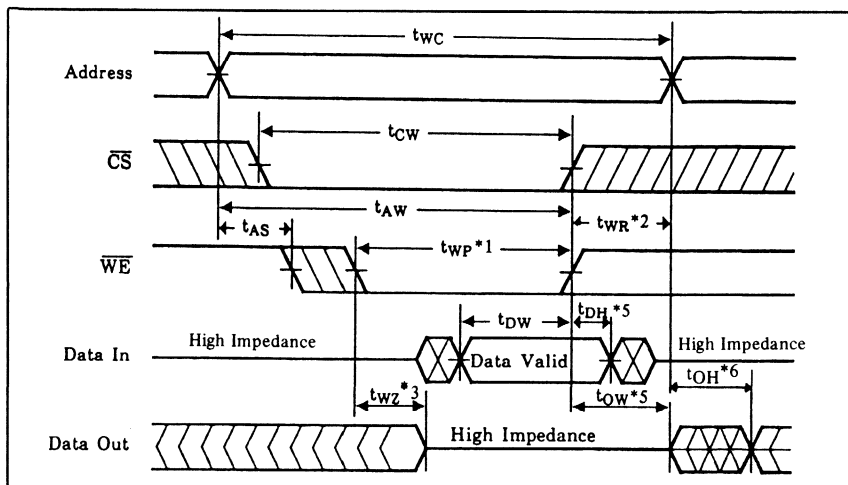 tWC
Address
tCW
CS
tAW
tAS
tWR*2
tWP*1
WE
tDW
tDH*5
High Impedance
Data In
Data Valid
High Impedance
tWZ*3
tOW*5
tOH*6
Data Out
High Impedance